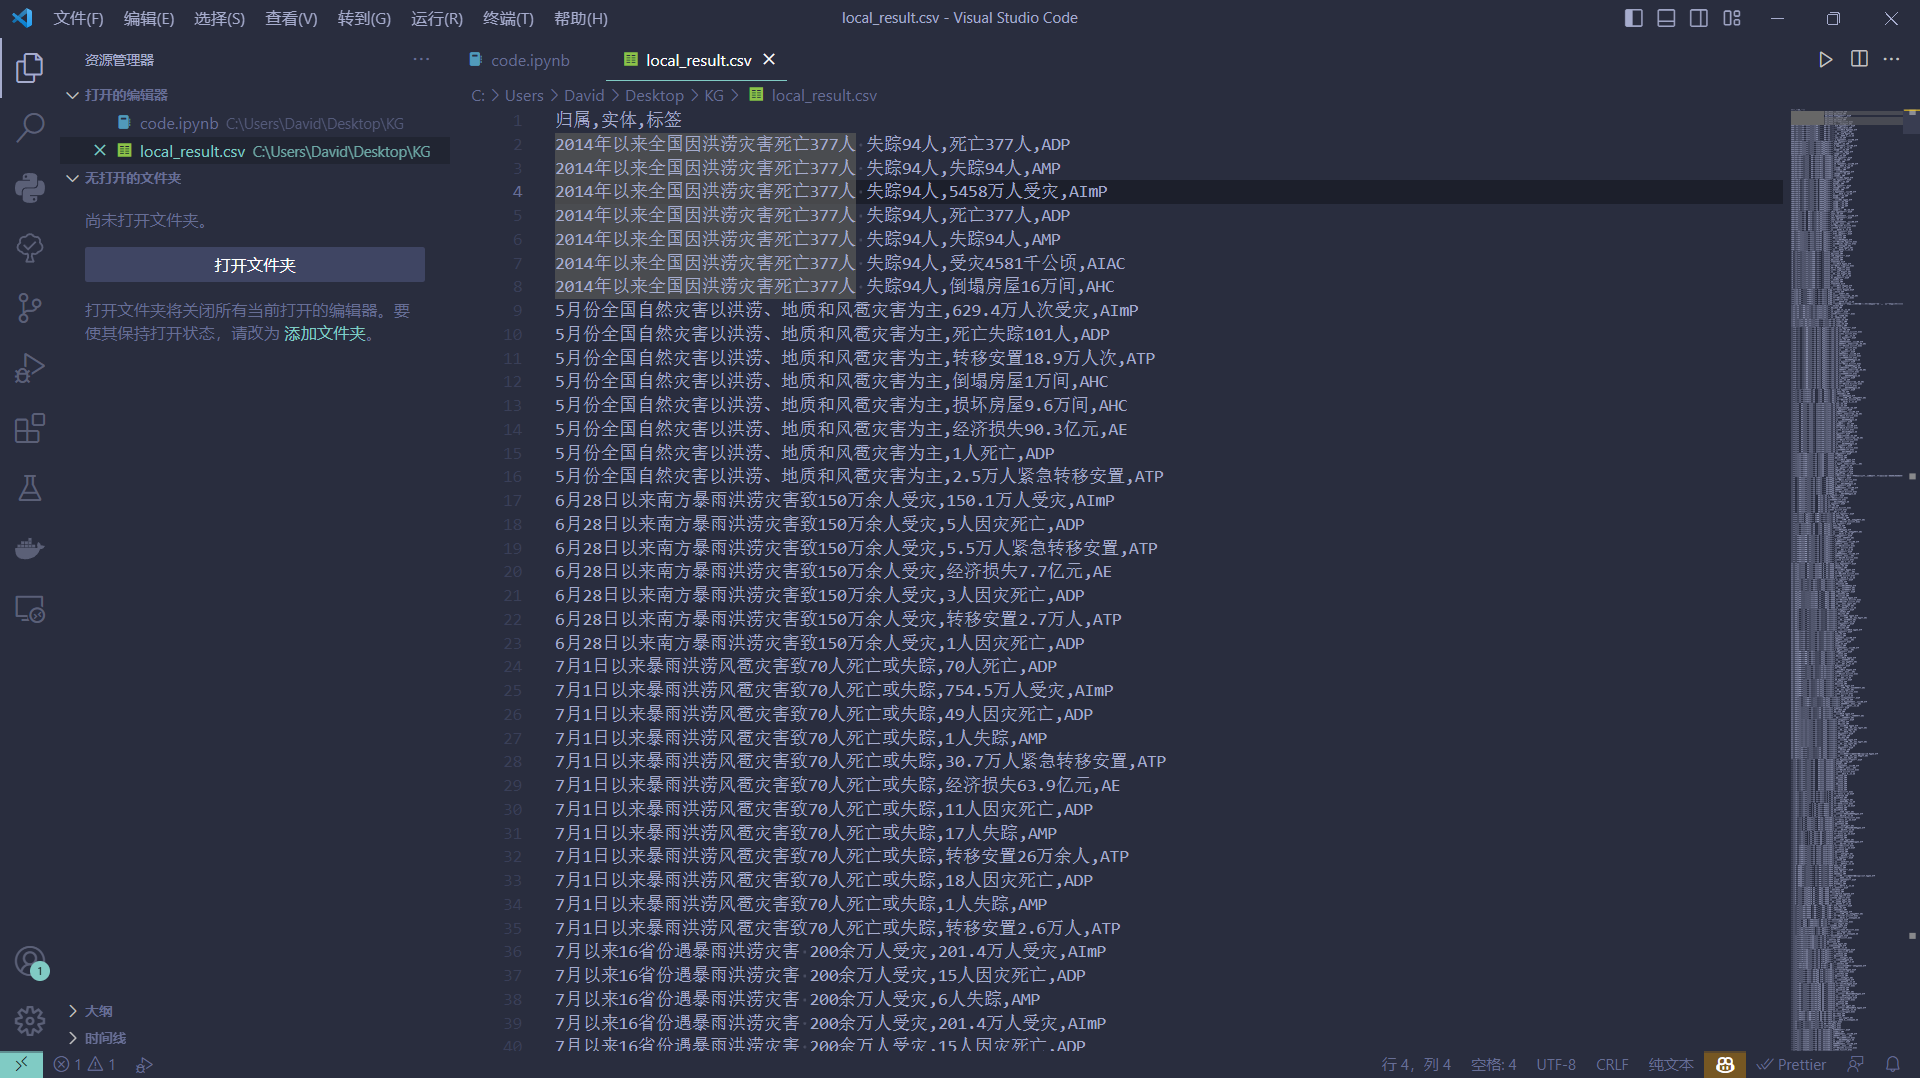 文件(F) 编辑(E) 选择(S) 查看(V) 转到(G) 运行(R) 终端(T) 帮助(H)
local_result.csv - Visual Studio Code
资源管理器
打开的编辑器
code.ipynb C:\Users\David\Desktop\KG
local_result.csv C:\Users\David\Desktop\KG
无打开的文件夹
尚未打开文件夹。
打开文件夹
打开文件夹将关闭所有当前打开的编辑器。要
使其保持打开状态，请改为 添加文件夹。
大纲
时间线
1
code.ipynb
local_result.csv
C: > Users > David > Desktop > KG > local_result.csv
1 归属,实体,标签
2 2014年以来全国因洪涝灾害死亡377人 失踪94人,死亡377人,ADP
3 2014年以来全国因洪涝灾害死亡377人 失踪94人,失踪94人,AMP
4 2014年以来全国因洪涝灾害死亡377人 失踪94人,5458万人受灾,AImP
5 2014年以来全国因洪涝灾害死亡377人 失踪94人,死亡377人,ADP
6 2014年以来全国因洪涝灾害死亡377人 失踪94人,失踪94人,AMP
7 2014年以来全国因洪涝灾害死亡377人 失踪94人,受灾4581千公顷,AIAC
8 2014年以来全国因洪涝灾害死亡377人 失踪94人,倒塌房屋16万间,AHC
9 5月份全国自然灾害以洪涝、地质和风雹灾害为主,629.4万人次受灾,AImP
10 5月份全国自然灾害以洪涝、地质和风雹灾害为主,死亡失踪101人,ADP
11 5月份全国自然灾害以洪涝、地质和风雹灾害为主,转移安置18.9万人次,ATP
12 5月份全国自然灾害以洪涝、地质和风雹灾害为主,倒塌房屋1万间,AHC
13 5月份全国自然灾害以洪涝、地质和风雹灾害为主,损坏房屋9.6万间,AHC
14 5月份全国自然灾害以洪涝、地质和风雹灾害为主,经济损失90.3亿元,AE
15 5月份全国自然灾害以洪涝、地质和风雹灾害为主,1人死亡,ADP
16 5月份全国自然灾害以洪涝、地质和风雹灾害为主,2.5万人紧急转移安置,ATP
17 6月28日以来南方暴雨洪涝灾害致150万余人受灾,150.1万人受灾,AImP
18 6月28日以来南方暴雨洪涝灾害致150万余人受灾,5人因灾死亡,ADP
19 6月28日以来南方暴雨洪涝灾害致150万余人受灾,5.5万人紧急转移安置,ATP
20 6月28日以来南方暴雨洪涝灾害致150万余人受灾,经济损失7.7亿元,AE
21 6月28日以来南方暴雨洪涝灾害致150万余人受灾,3人因灾死亡,ADP
22 6月28日以来南方暴雨洪涝灾害致150万余人受灾,转移安置2.7万人,ATP
23 6月28日以来南方暴雨洪涝灾害致150万余人受灾,1人因灾死亡,ADP
24 7月1日以来暴雨洪涝风雹灾害致70人死亡或失踪,70人死亡,ADP
25 7月1日以来暴雨洪涝风雹灾害致70人死亡或失踪,754.5万人受灾,AImP
26 7月1日以来暴雨洪涝风雹灾害致70人死亡或失踪,49人因灾死亡,ADP
27 7月1日以来暴雨洪涝风雹灾害致70人死亡或失踪,1人失踪,AMP
28 7月1日以来暴雨洪涝风雹灾害致70人死亡或失踪,30.7万人紧急转移安置,ATP
29 7月1日以来暴雨洪涝风雹灾害致70人死亡或失踪,经济损失63.9亿元,AE
30 7月1日以来暴雨洪涝风雹灾害致70人死亡或失踪,11人因灾死亡,ADP
31 7月1日以来暴雨洪涝风雹灾害致70人死亡或失踪,17人失踪,AMP
32 7月1日以来暴雨洪涝风雹灾害致70人死亡或失踪,转移安置26万余人,ATP
33 7月1日以来暴雨洪涝风雹灾害致70人死亡或失踪,18人因灾死亡,ADP
34 7月1日以来暴雨洪涝风雹灾害致70人死亡或失踪,1人失踪,AMP
35 7月1日以来暴雨洪涝风雹灾害致70人死亡或失踪,转移安置2.6万人,ATP
36 7月以来16省份遇暴雨洪涝灾害 200余万人受灾,201.4万人受灾,AImP
37 7月以来16省份遇暴雨洪涝灾害 200余万人受灾,15人因灾死亡,ADP
38 7月以来16省份遇暴雨洪涝灾害 200余万人受灾,6人失踪,AMP
39 7月以来16省份遇暴雨洪涝灾害 200余万人受灾,201.4万人受灾,AImP
40 7月以来16省份遇暴雨洪涝灾害 200余万人受灾,15人因灾死亡,ADP
1 1
行 4，列 4 空格: 4 UTF-8 CRLF 纯文本 Prettier